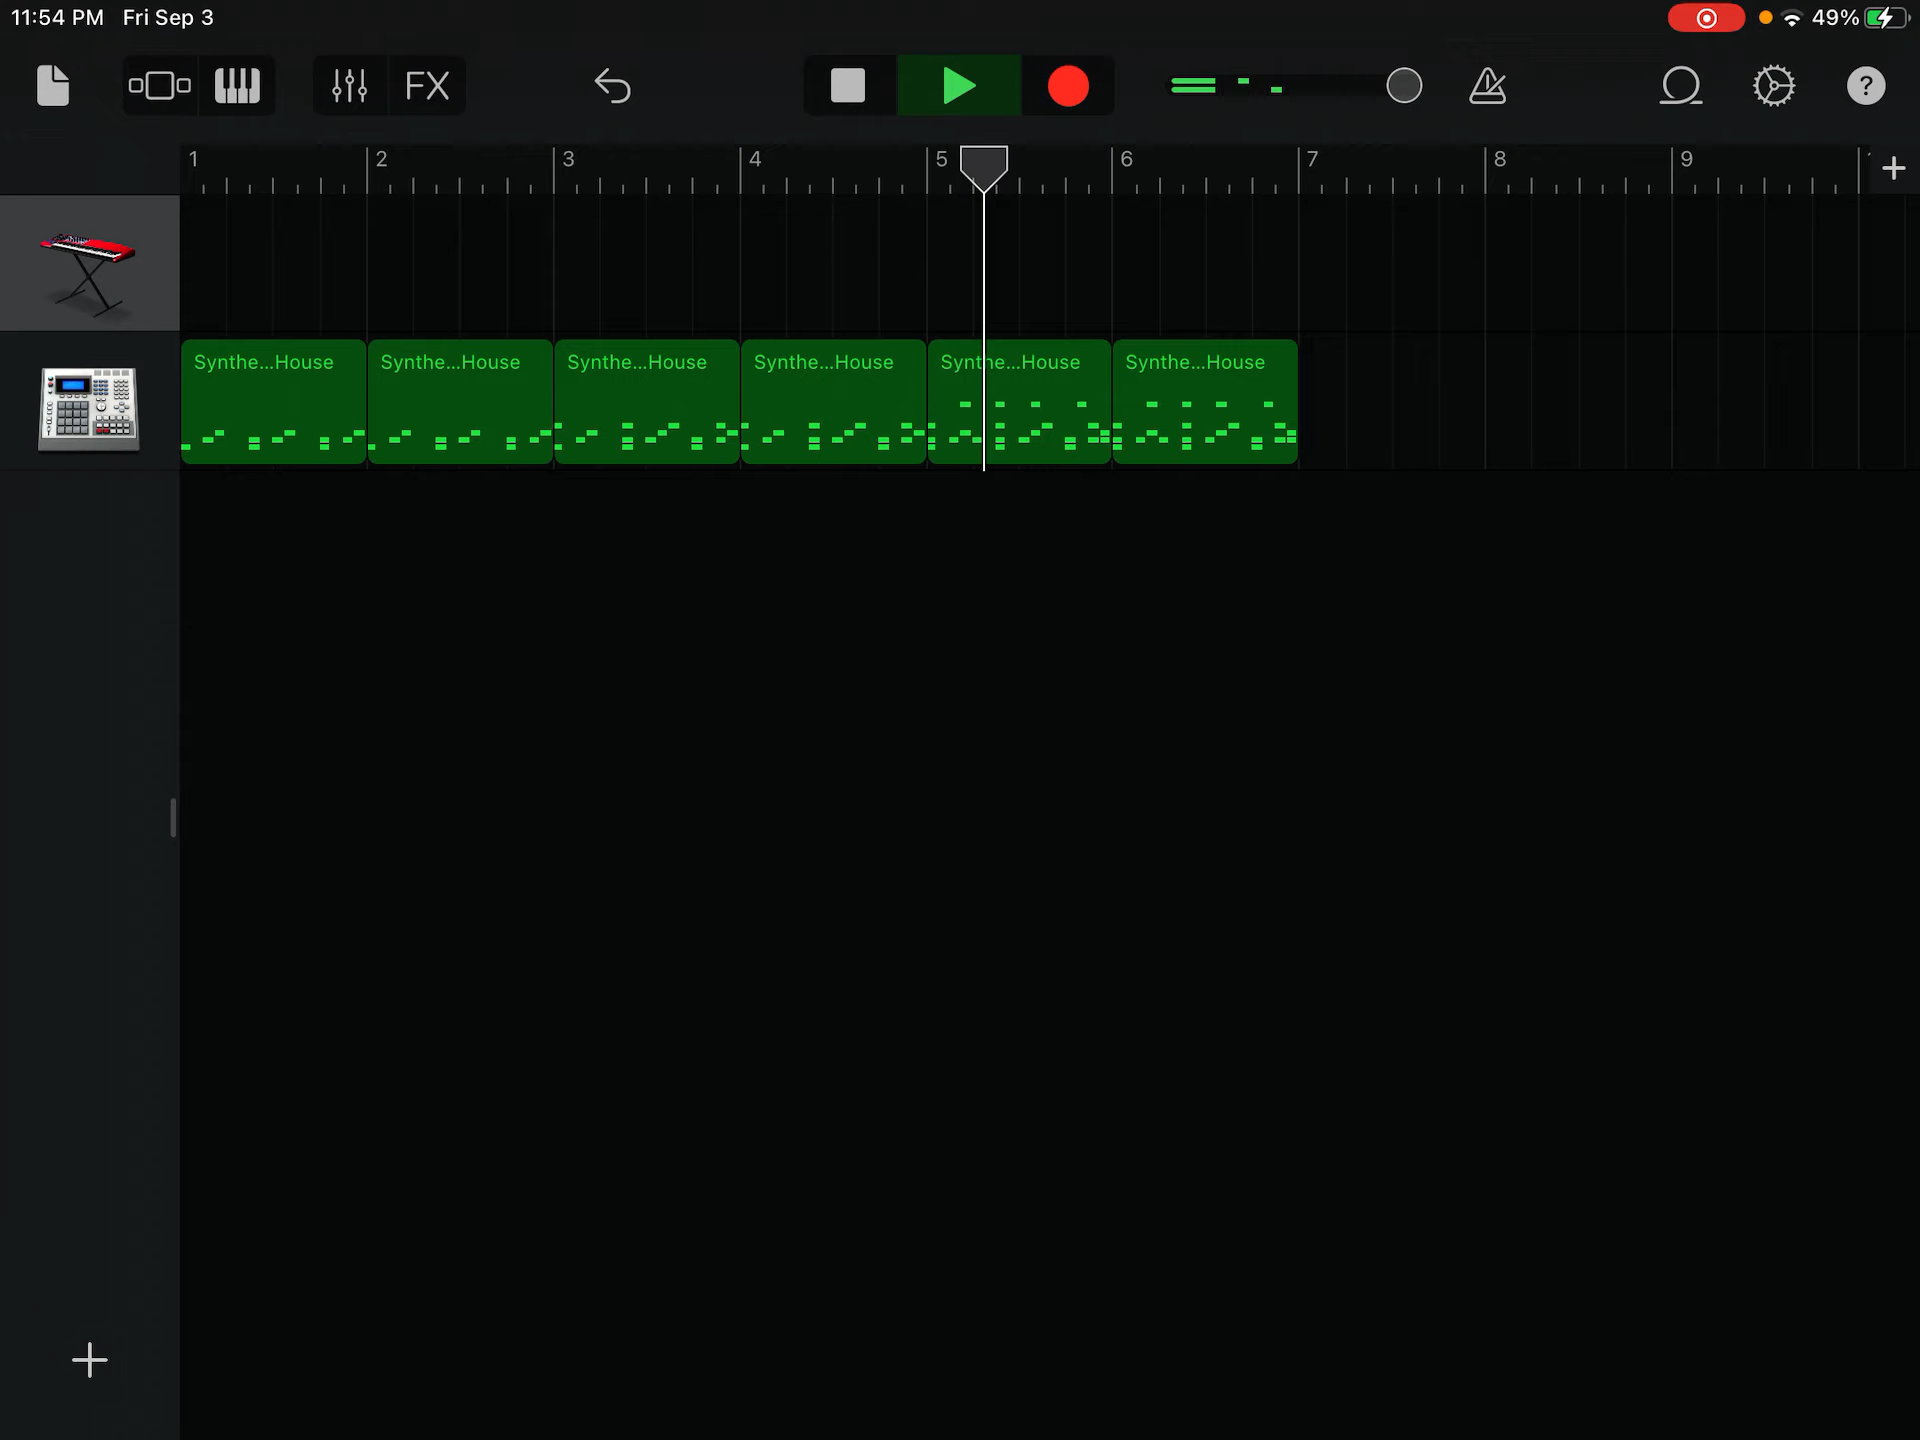 11:54 PM Fri Sep 3 49%
FX ?
1 2 3 4 5 6 7 8 9
Synthe...House Synthe...House Synthe...House Synthe...House Synthe...House Synthe...House